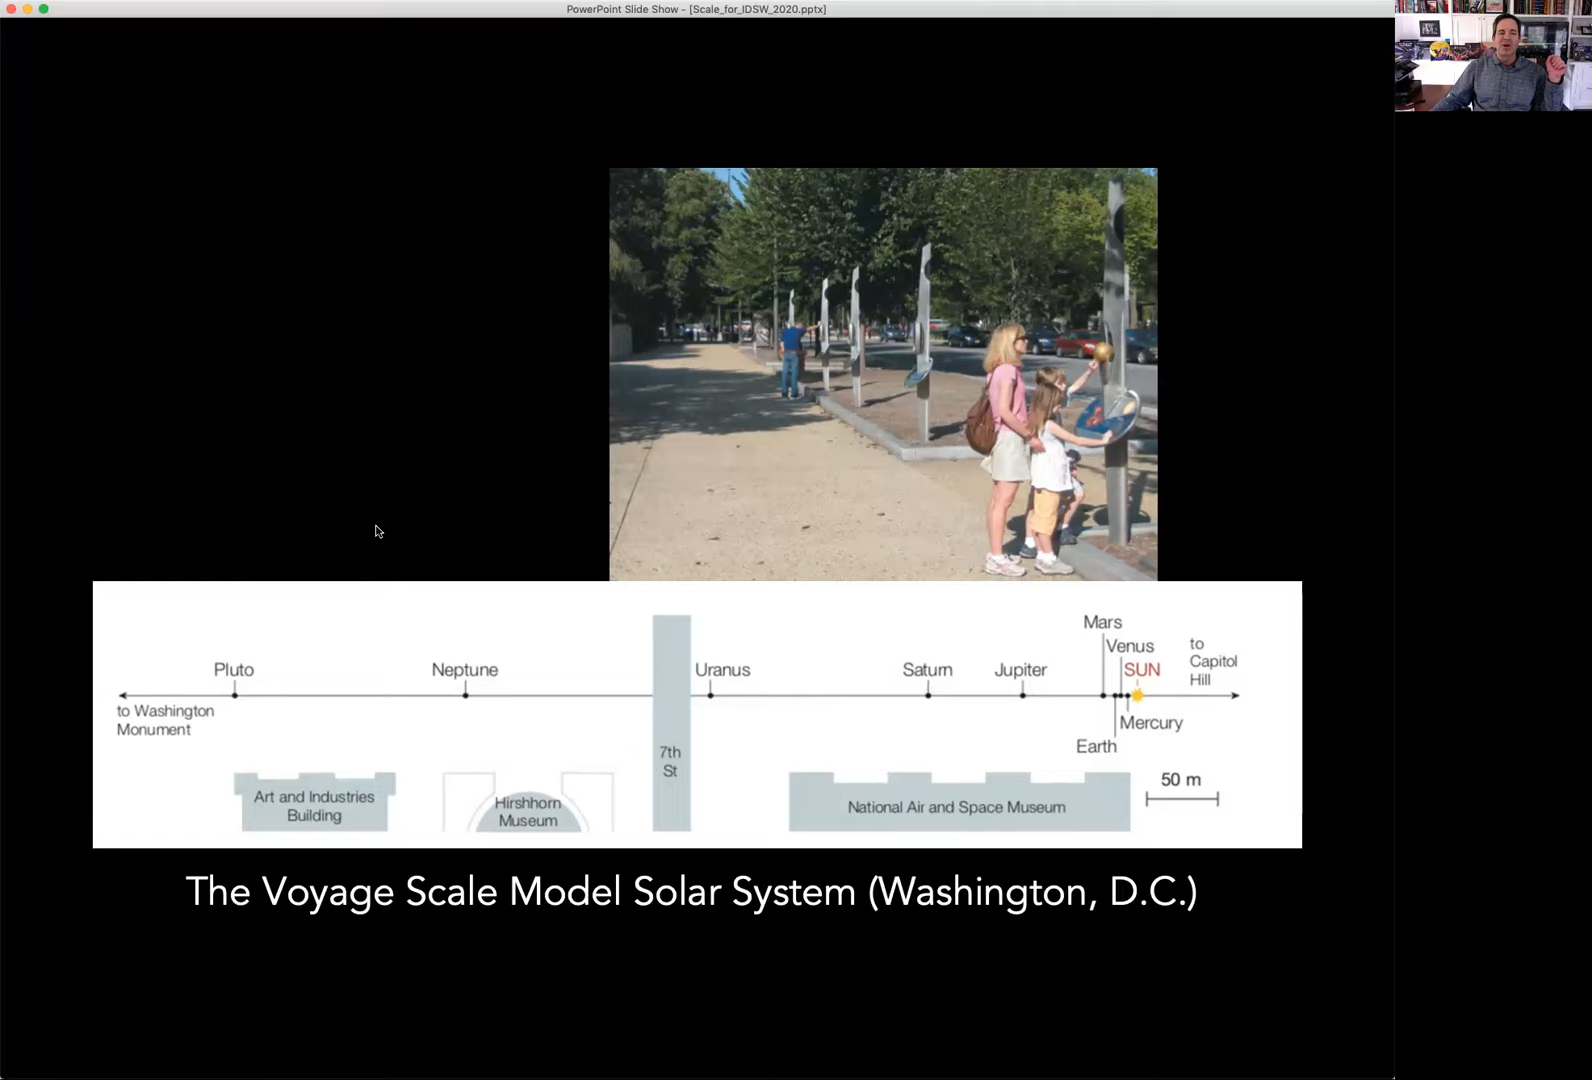 PowerPoint Slide Show - [Scale_for_IDSW_2020.pptx]
Mars
Venus
to
Capitol
Hill
Pluto
Neptune
Uranus
Saturn
Jupiter
SUN
to Washington
Monument
Mercury
Earth
7th
St
50 m
Art and Industries
Building
Hirshhorn
Museum
National Air and Space Museum
The Voyage Scale Model Solar System (Washington, D.C.)